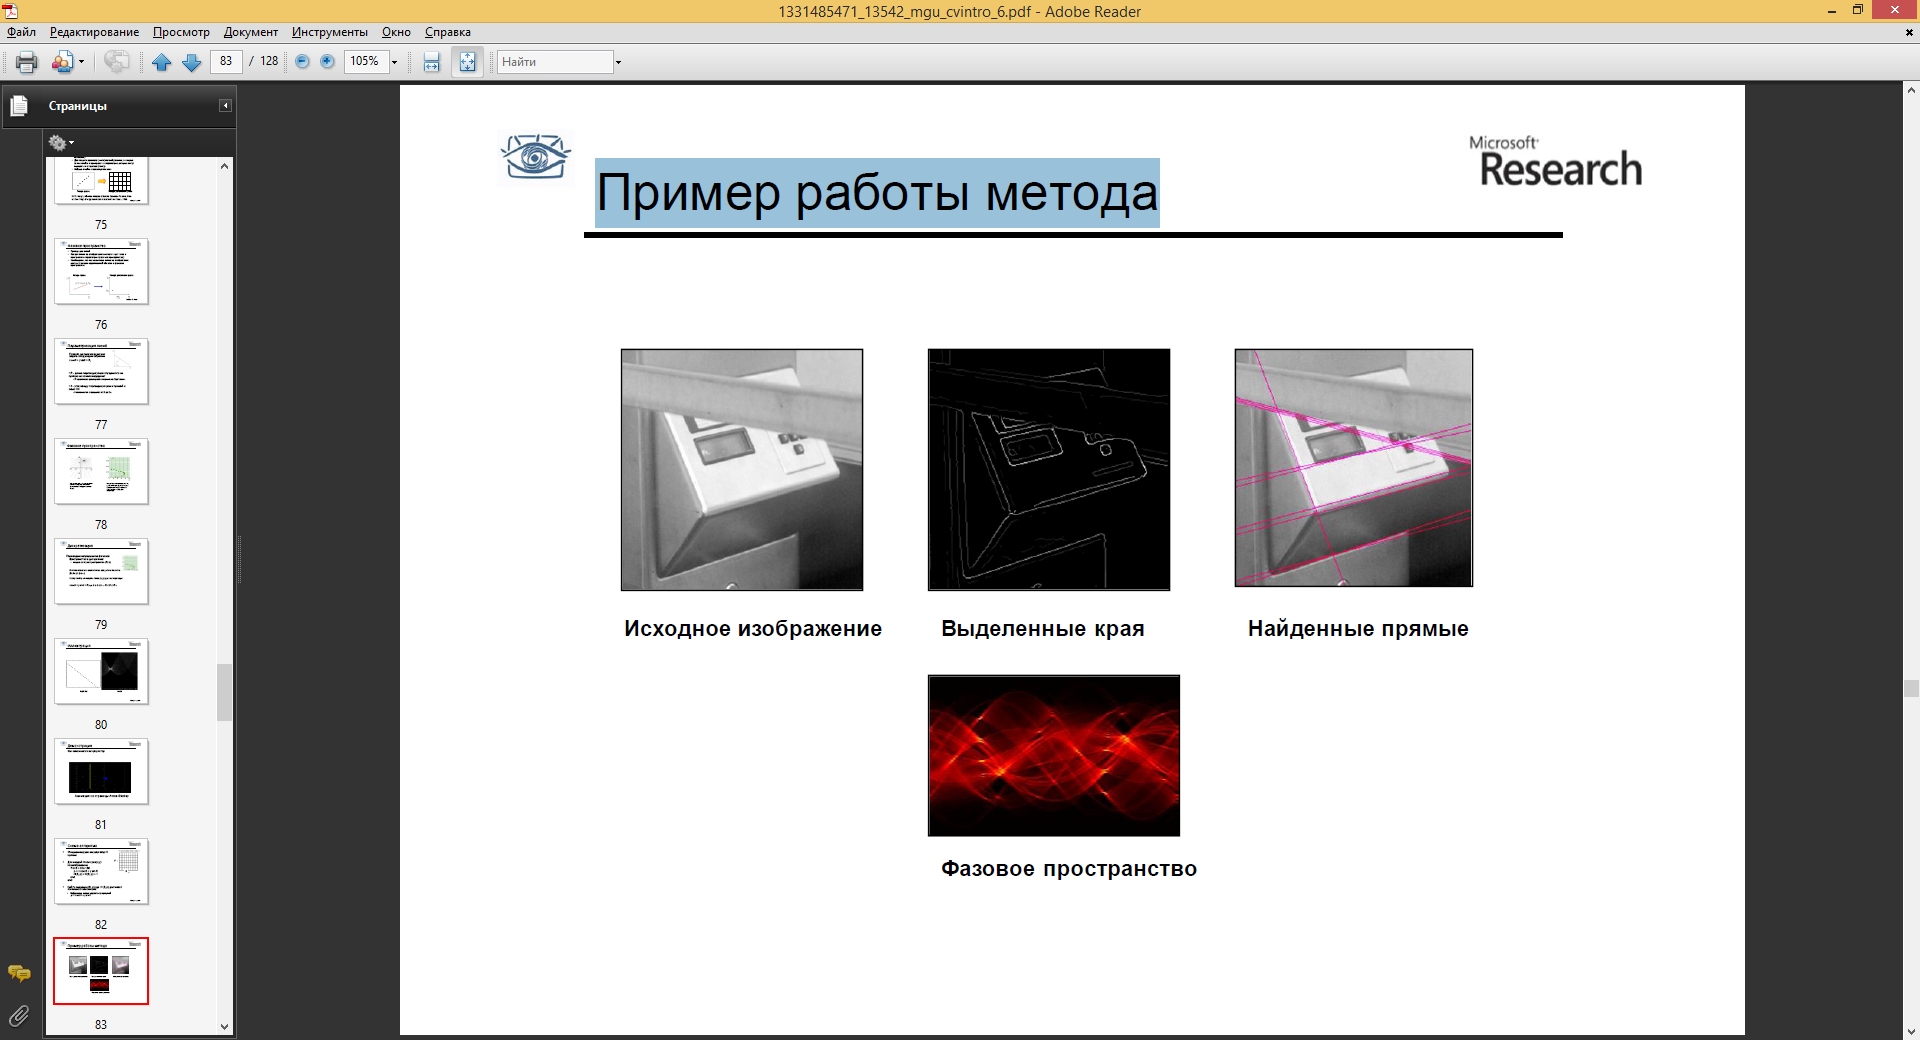 1331485471_13542_mgu_cvintro_6.pdf - Adobe Reader
Файл Редактирование Просмотр Документ Инструменты Окно Справка
83 / 128 105% Найти
Страницы
75
76
77
78
79
80
81
82
83
Microsoft
Research
Пример работы метода
Исходное изображение Выделенные края Найденные прямые
Фазовое пространство